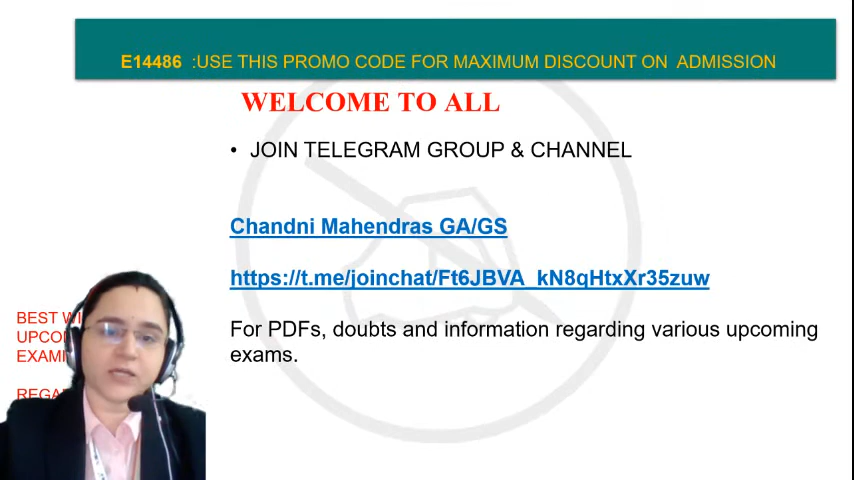 E14486 :USE THIS PROMO CODE FOR MAXIMUM DISCOUNT ON ADMISSION
WELCOME TO ALL
• JOIN TELEGRAM GROUP & CHANNEL
Chandni Mahendras GA/GS
https://t.me/joinchat/Ft6JBVA_kN8qHtxXr35zuw
For PDFs, doubts and information regarding various upcoming
exams.
BEST